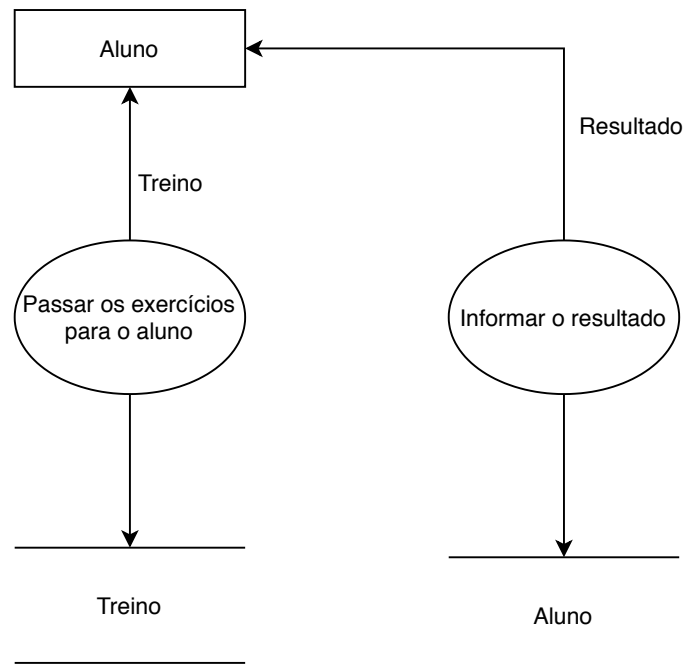 Aluno
Resultado
Treino
Passar os exercícios
para o aluno
Informar o resultado
Treino
Aluno